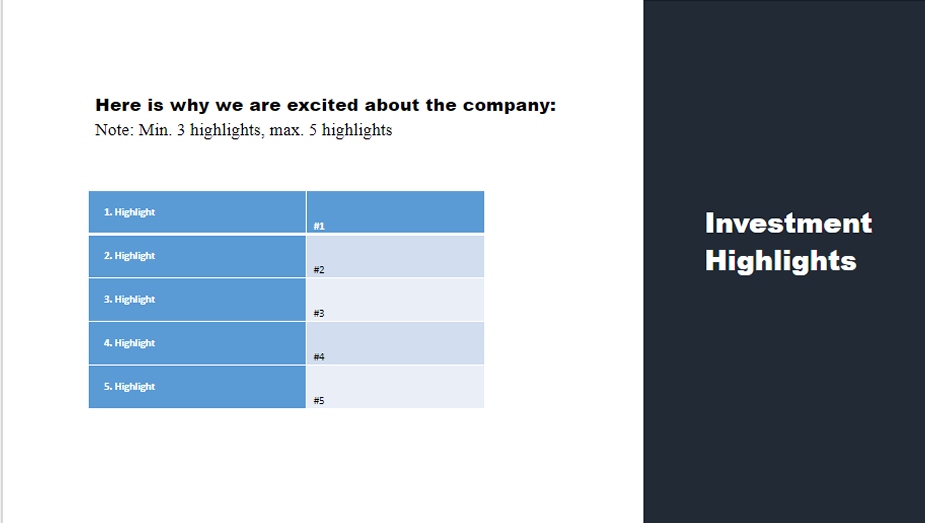 Here is why we are excited about the company:
Note: Min. 3 highlights, max. 5 highlights
1. Highlight
#1
2. Highlight
#2
3. Highlight
#3
4. Highlight
#4
5. Highlight
#5
Investment
Highlights